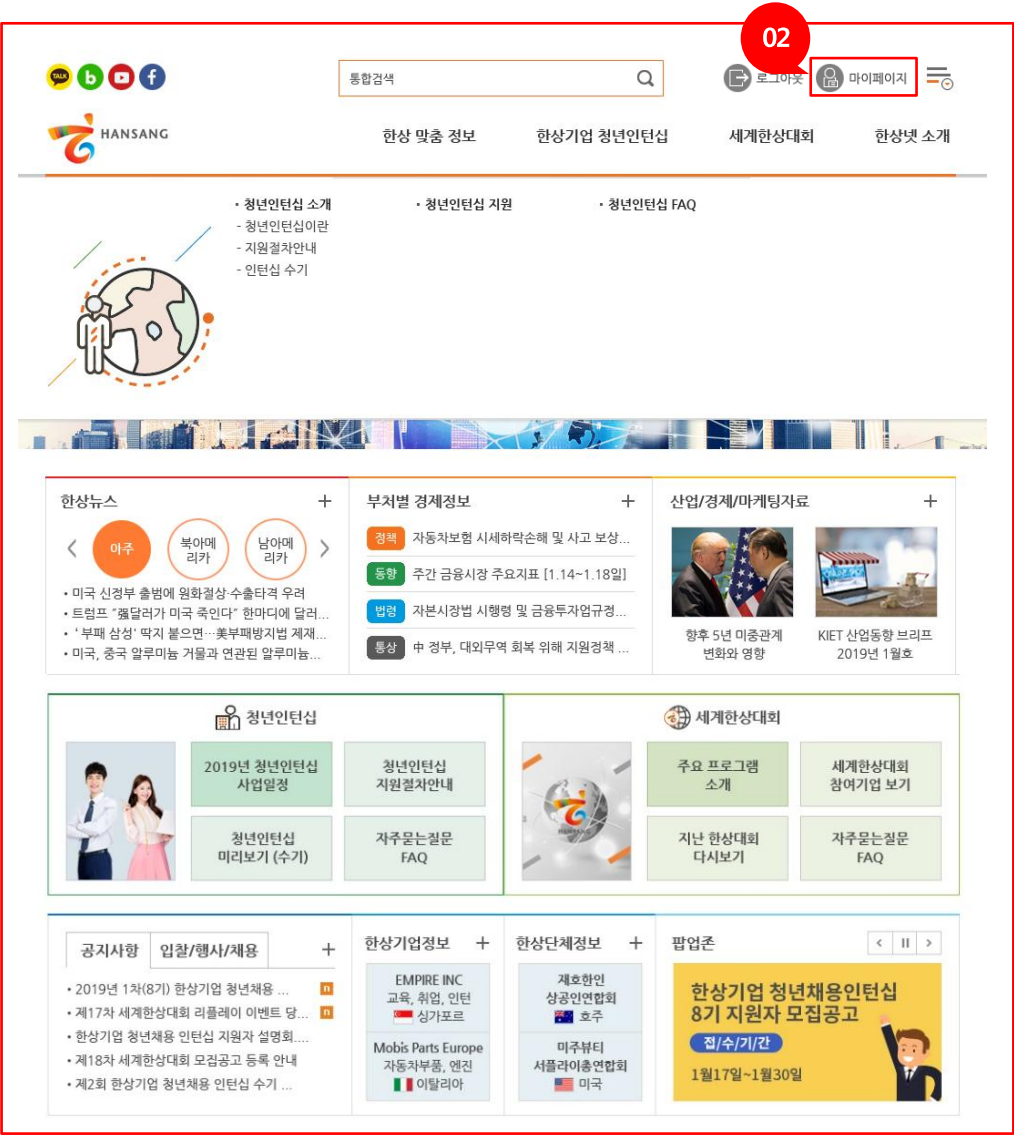 02
TALK
통합검색
로그아웃
마이페이지
HANSANG
한상 맞춤 정보
한상기업 청년인턴십
세계한상대회
한상넷 소개
• 청년인턴십 소개
- 청년인턴십이란
- 지원절차안내
- 인턴십 수기
• 청년인턴십 지원
• 청년인턴십 FAQ
한상뉴스 +
아주
북아메
리카
남아메
리카
• 미국 신정부 출범에 원화절상·수출타격 우려
• 트럼프 "强달러가 미국 죽인다" 한마디에 달러...
• '부패 삼성' 딱지 붙으면…美부패방지법 제재...
• 미국, 중국 알루미늄 거물과 연관된 알루미늄...
부처별 경제정보 +
정책 자동차보험 시세하락손해 및 사고 보상...
동향 주간 금융시장 주요지표 [1.14~1.18일]
법령 자본시장법 시행령 및 금융투자업규정...
통상 中 정부, 대외무역 회복 위해 지원정책 ...
산업/경제/마케팅자료 +
향후 5년 미중관계
변화와 영향
KIET 산업동향 브리프
2019년 1월호
청년인턴십
2019년 청년인턴십
사업일정
청년인턴십
지원절차안내
청년인턴십
미리보기 (수기)
자주묻는질문
FAQ
세계한상대회
HANSANG
주요 프로그램
소개
세계한상대회
참여기업 보기
지난 한상대회
다시보기
자주묻는질문
FAQ
공지사항
입찰/행사/채용 +
• 2019년 1차(8기) 한상기업 청년채용 ... n
• 제17차 세계한상대회 리플레이 이벤트 당... n
• 한상기업 청년채용 인턴십 지원자 설명회....
• 제18차 세계한상대회 모집공고 등록 안내
• 제2회 한상기업 청년채용 인턴십 수기 ...
한상기업정보 +
EMPIRE INC
교육, 취업, 인턴
싱가포르
Mobis Parts Europe
자동차부품, 엔진
이탈리아
한상단체정보 +
재호한인
상공인연합회
호주
미주뷰티
서플라이총연합회
미국
팝업존
한상기업 청년채용인턴십
8기 지원자 모집공고
접/수/기/간
1월17일~1월30일